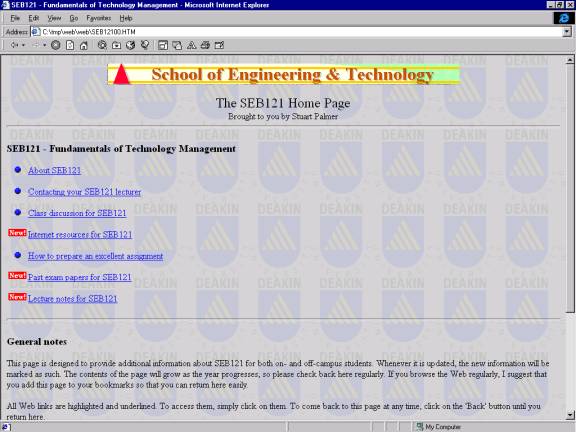 SEB121 - Fundamentals of Technology Management - Microsoft Internet Explorer
File Edit View Go Favorites Help
Address C:\tmp\web\web\SEB12100.HTM
School of Engineering & Technology
The SEB121 Home Page
Brought to you by Stuart Palmer
SEB121 - Fundamentals of Technology Management
About SEB121
Contacting your SEB121 lecturer
Class discussion for SEB121
New! Internet resources for SEB121
How to prepare an excellent assignment
New! Past exam papers for SEB121
New! Lecture notes for SEB121
General notes
This page is designed to provide additional information about SEB121 for both on- and off-campus students. Whenever it is updated, the new information will be
marked as such. The contents of the page will grow as the year progresses, so please check back here regularly. If you browse the Web regularly, I suggest that
you add this page to your bookmarks so that you can return here easily.
All Web links are highlighted and underlined. To access them, simply click on them. To come back to this page at any time, click on the 'Back' button until you
return here.
My Computer
DEAKIN DEAKIN DEAKIN DEAKIN DEAKIN DEAKIN DEAKIN DEAKIN